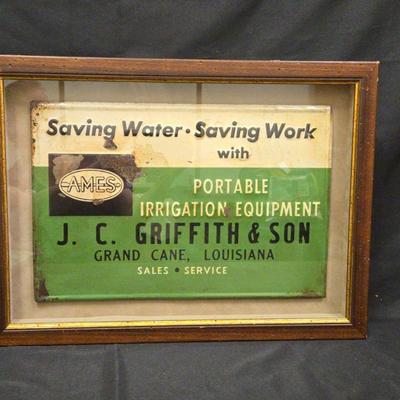 Saving Water • Saving Work
with
AMES
PORTABLE
IRRIGATION EQUIPMENT
J. C. GRIFFITH & SON
GRAND CANE, LOUISIANA
SALES • SERVICE